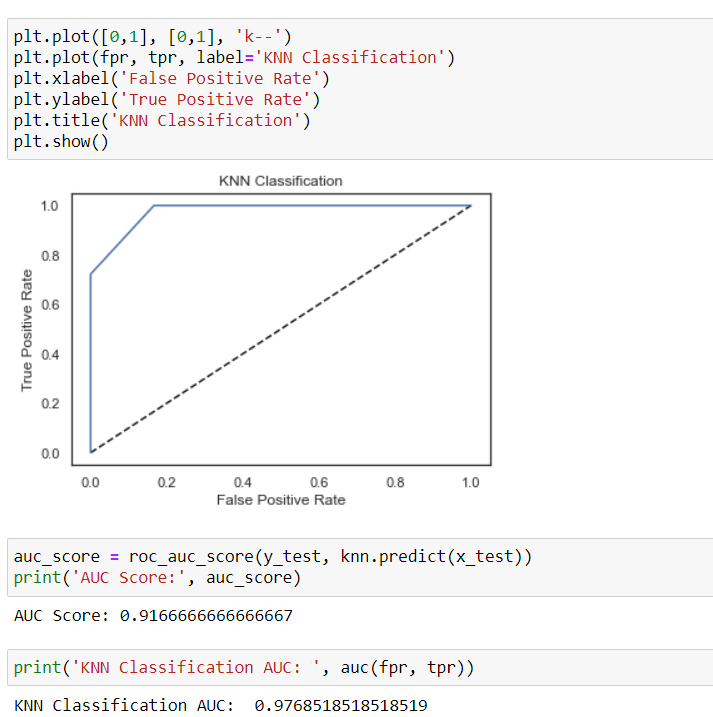 plt.plot([0,1], [0,1], 'k--')
plt.plot(fpr, tpr, label='KNN Classification')
plt.xlabel('False Positive Rate')
plt.ylabel('True Positive Rate')
plt.title('KNN Classification')
plt.show()
KNN Classification
1.0
0.8
0.6
0.4
0.2
0.0
True Positive Rate
0.0 0.2 0.4 0.6 0.8 1.0
False Positive Rate
auc_score = roc_auc_score(y_test, knn.predict(x_test))
print('AUC Score:', auc_score)
AUC Score: 0.9166666666666667
print('KNN Classification AUC: ', auc(fpr, tpr))
KNN Classification AUC:  0.9768518518518519